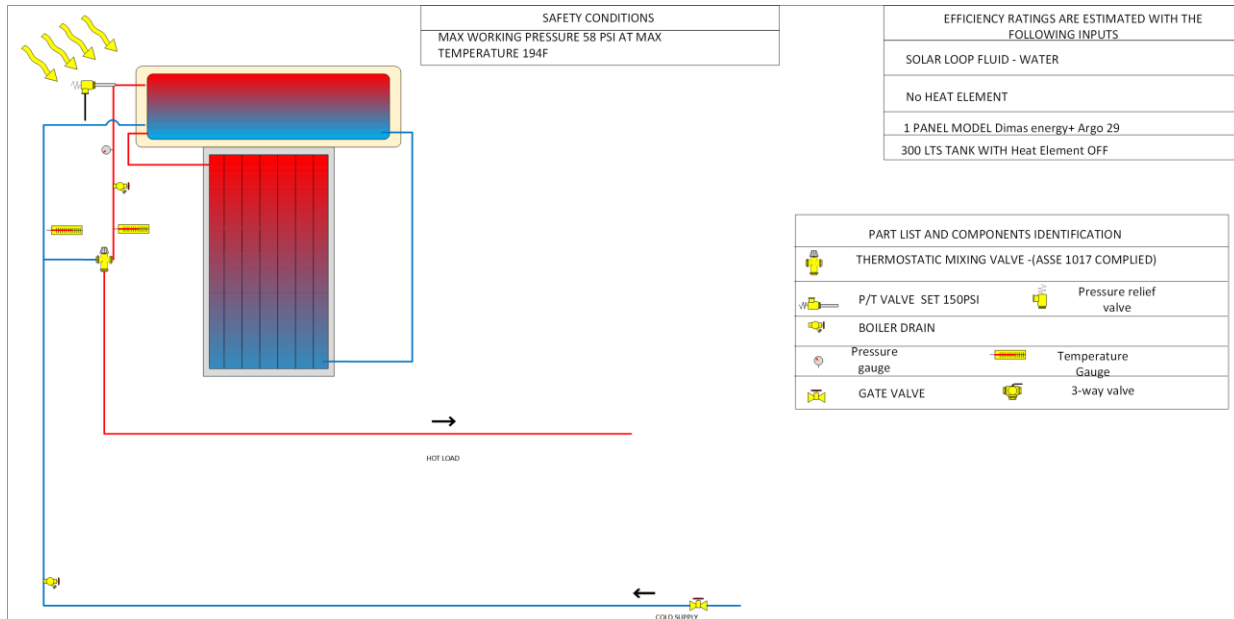 SAFETY CONDITIONS
MAX WORKING PRESSURE 58 PSI AT MAX
TEMPERATURE 194F
EFFICIENCY RATINGS ARE ESTIMATED WITH THE
FOLLOWING INPUTS
SOLAR LOOP FLUID - WATER
No HEAT ELEMENT
1 PANEL MODEL Dimas energy+ Argo 29
300 LTS TANK WITH Heat Element OFF
PART LIST AND COMPONENTS IDENTIFICATION
THERMOSTATIC MIXING VALVE -(ASSE 1017 COMPLIED)
P/T VALVE SET 150PSI
Pressure relief
valve
BOILER DRAIN
Pressure
gauge
Temperature
Gauge
GATE VALVE
3-way valve
HOT LOAD
COLD SUPPLY